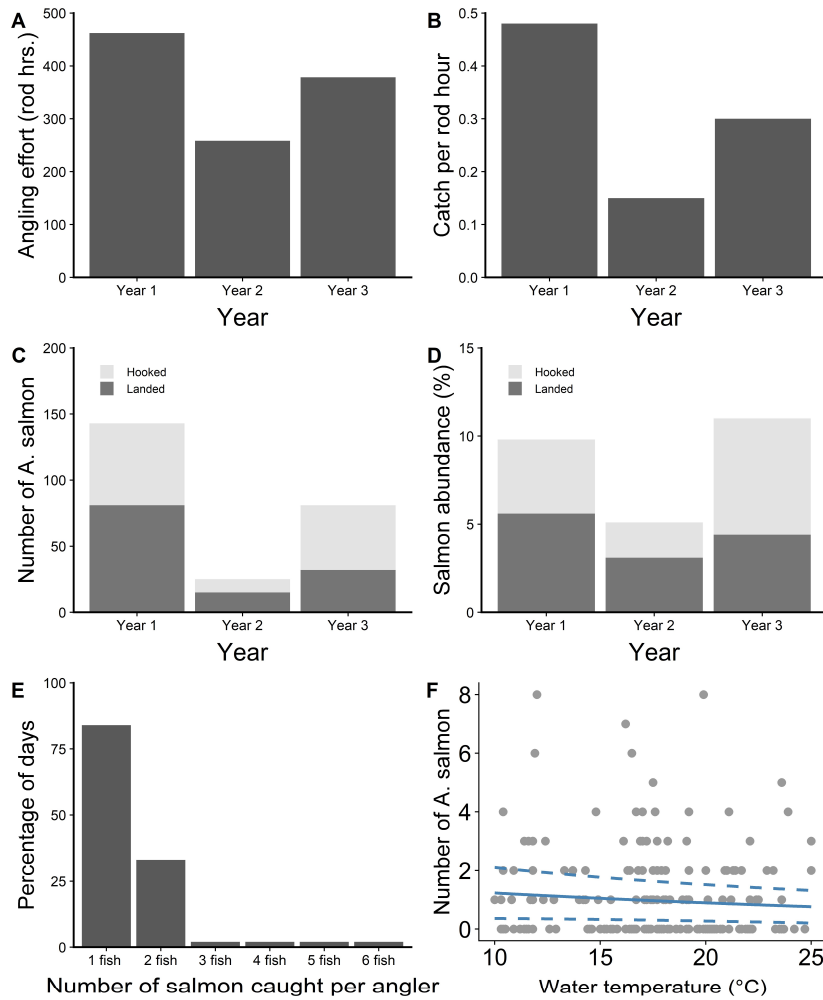 A
Angling effort (rod hrs.)
500
400
300
200
100
0
Year 1 Year 2 Year 3
Year
B
Catch per rod hour
0.5
0.4
0.3
0.2
0.1
0.0
Year 1 Year 2 Year 3
Year
C
Number of A. salmon
200
150
100
50
0
Hooked
Landed
Year 1 Year 2 Year 3
Year
D
Salmon abundance (%)
15
10
5
0
Hooked
Landed
Year 1 Year 2 Year 3
Year
E
Percentage of days
100
75
50
25
0
1 fish 2 fish 3 fish 4 fish 5 fish 6 fish
Number of salmon caught per angler
F
Number of A. salmon
8
6
4
2
0
10 15 20 25
Water temperature (°C)